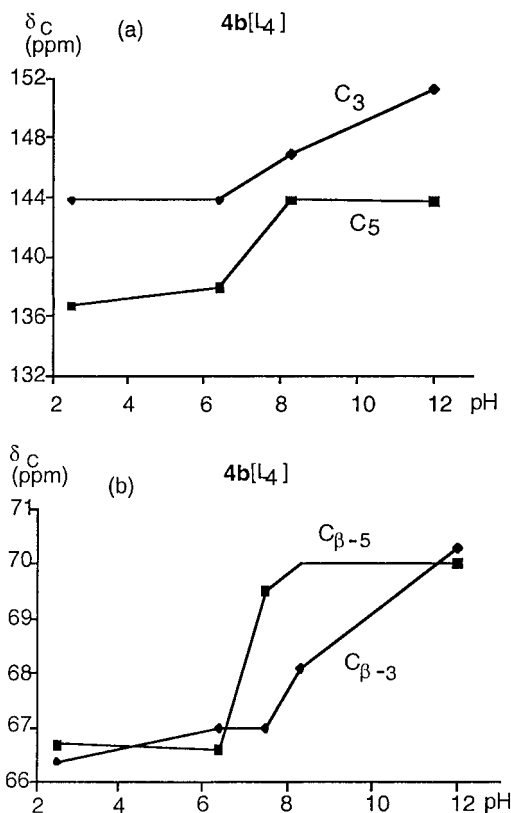 δC (a) 4b[L4]
(ppm)
152
C3
148
144
C5
140
136
132
2 4 6 8 10 pH 12
δC (b) 4b[L4]
(ppm)
71
Cβ-5
70
69
68
Cβ-3
67
66
2 4 6 8 10 pH 12